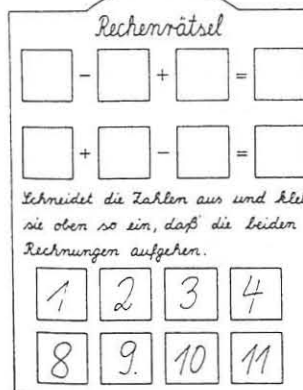 Rechenrätsel
− + =
+ − =
Schneidet die Zahlen aus und
sie oben so ein, daß die beiden
Rechnungen aufgehen.
1 2 3 4
8 9. 10 11